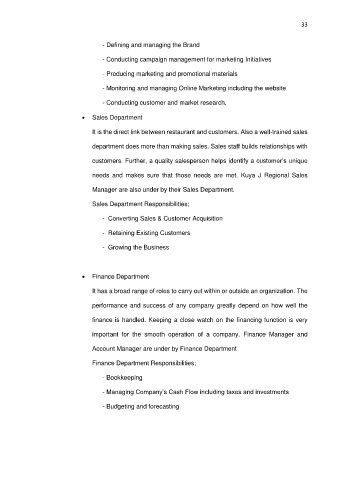 33
- Defining and managing the Brand
- Conducting campaign management for marketing Initiatives
- Producing marketing and promotional materials
- Monitoring and managing Online Marketing including the website
- Conducting customer and market research.
• Sales Department
It is the direct link between restaurant and customers. Also a well-trained sales
department does more than making sales. Sales staff builds relationships with
customers. Further, a quality salesperson helps identify a customer's unique
needs and makes sure that those needs are met. Kuya J Regional Sales
Manager are also under by their Sales Department.
Sales Department Responsibilities;
- Converting Sales & Customer Acquisition
- Retaining Existing Customers
- Growing the Business
• Finance Department
It has a broad range of roles to carry out within or outside an organization. The
performance and success of any company greatly depend on how well the
finance is handled. Keeping a close watch on the financing function is very
important for the smooth operation of a company. Finance Manager and
Account Manager are under by Finance Department
Finance Department Responsibilities;
- Bookkeeping
- Managing Company's Cash Flow including taxes and investments
- Budgeting and forecasting